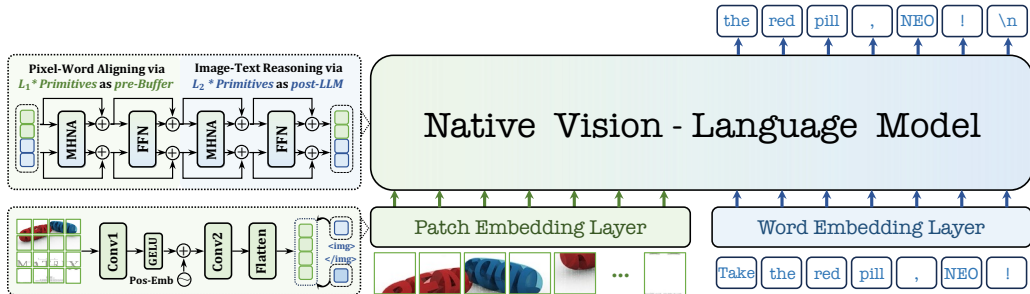 the red pill , NEO ! \n
Pixel-Word Aligning via
L₁* Primitives as pre-Buffer
Image-Text Reasoning via
L₂ * Primitives as post-LLM
MHNA
FFN
MHNA
FFN
Native Vision - Language Model
Patch Embedding Layer
Word Embedding Layer
MATRIX
Conv1
GELU
Pos-Emb
Conv2
Flatten
<img>
</img>
...
Take the red pill , NEO !